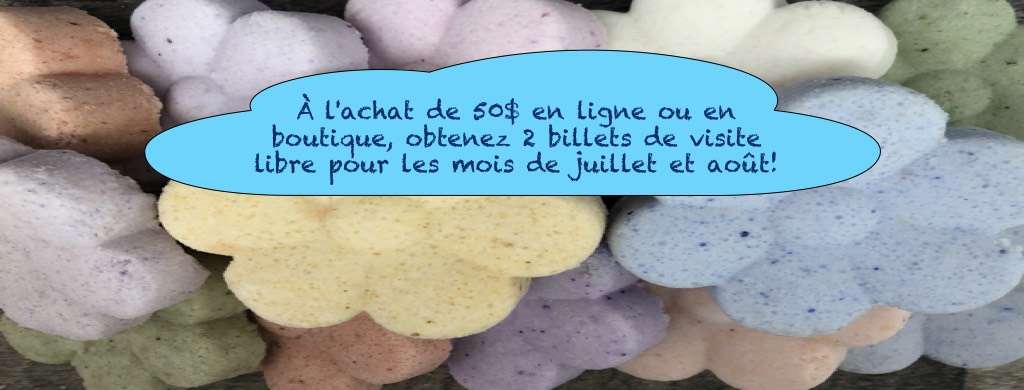 À l'achat de 50$ en ligne ou en
boutique, obtenez 2 billets de visite
libre pour les mois de juillet et août!